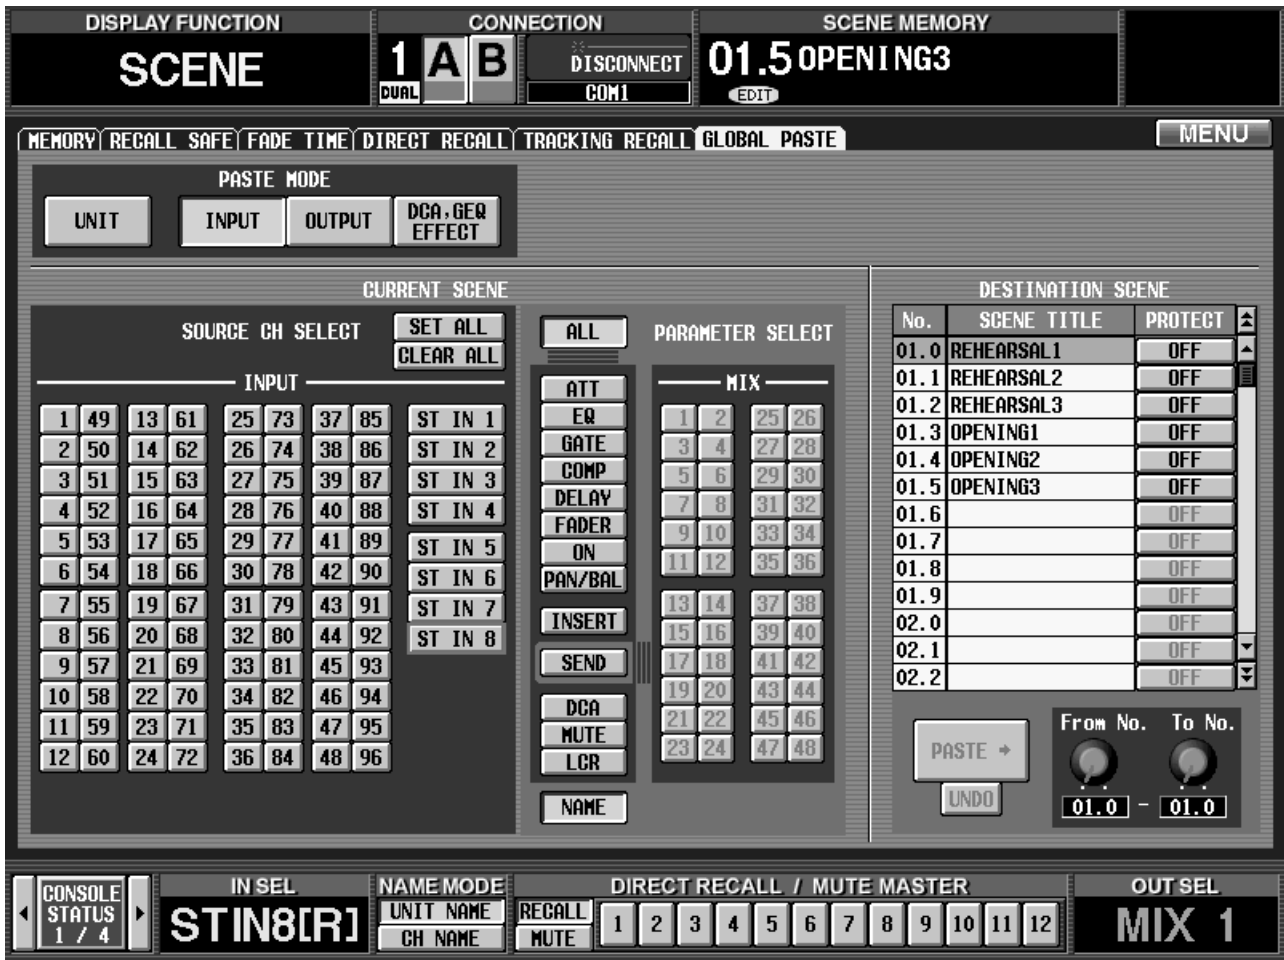 DISPLAY FUNCTION
SCENE
CONNECTION
1 A B
DUAL
DISCONNECT
COM1
SCENE MEMORY
01.5 OPENING3
EDIT
MEMORY RECALL SAFE FADE TIME DIRECT RECALL TRACKING RECALL GLOBAL PASTE
MENU
PASTE MODE
UNIT INPUT OUTPUT DCA,GEQ
EFFECT
CURRENT SCENE
SOURCE CH SELECT
SET ALL
CLEAR ALL
INPUT
1 49 13 61 25 73 37 85 ST IN 1
2 50 14 62 26 74 38 86 ST IN 2
3 51 15 63 27 75 39 87 ST IN 3
4 52 16 64 28 76 40 88 ST IN 4
5 53 17 65 29 77 41 89 ST IN 5
6 54 18 66 30 78 42 90 ST IN 6
7 55 19 67 31 79 43 91 ST IN 7
8 56 20 68 32 80 44 92 ST IN 8
9 57 21 69 33 81 45 93
10 58 22 70 34 82 46 94
11 59 23 71 35 83 47 95
12 60 24 72 36 84 48 96
ALL
PARAMETER SELECT
ATT
EQ
GATE
COMP
DELAY
FADER
ON
PAN/BAL
INSERT
SEND
DCA
MUTE
LCR
NAME
MIX
1 2 25 26
3 4 27 28
5 6 29 30
7 8 31 32
9 10 33 34
11 12 35 36
13 14 37 38
15 16 39 40
17 18 41 42
19 20 43 44
21 22 45 46
23 24 47 48
DESTINATION SCENE
No. SCENE TITLE PROTECT
01.0 REHEARSAL1 OFF
01.1 REHEARSAL2 OFF
01.2 REHEARSAL3 OFF
01.3 OPENING1 OFF
01.4 OPENING2 OFF
01.5 OPENING3 OFF
01.6 OFF
01.7 OFF
01.8 OFF
01.9 OFF
02.0 OFF
02.1 OFF
02.2 OFF
PASTE
UNDO
From No. To No.
01.0 - 01.0
CONSOLE
STATUS
1 / 4
IN SEL
STIN8[R]
NAME MODE
UNIT NAME
CH NAME
DIRECT RECALL / MUTE MASTER
RECALL
MUTE
1 2 3 4 5 6 7 8 9 10 11 12
OUT SEL
MIX 1